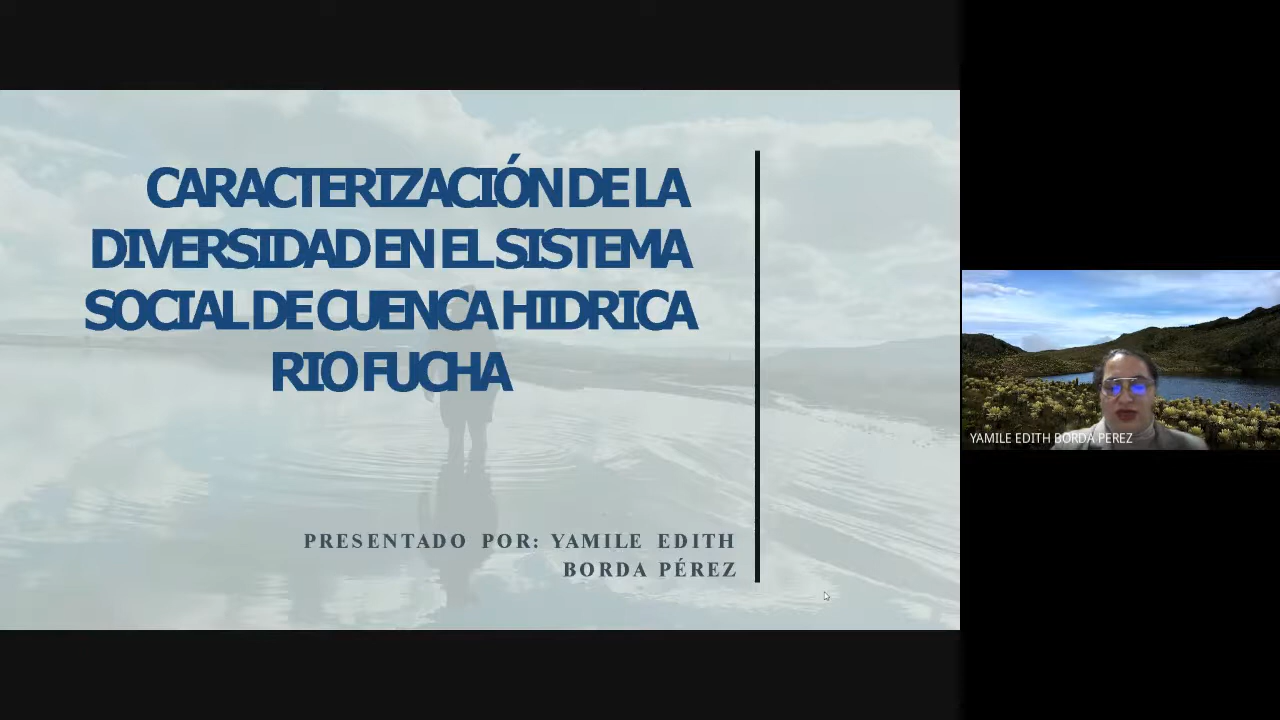 CARACTERIZACIÓN DE LA
DIVERSIDAD EN EL SISTEMA
SOCIAL DE CUENCA HIIDRICA
RIO FUCHA
PRESENTADO POR: YAMILE EDITH
BORDA PÉREZ
YAMILE EDITH BORDA PEREZ